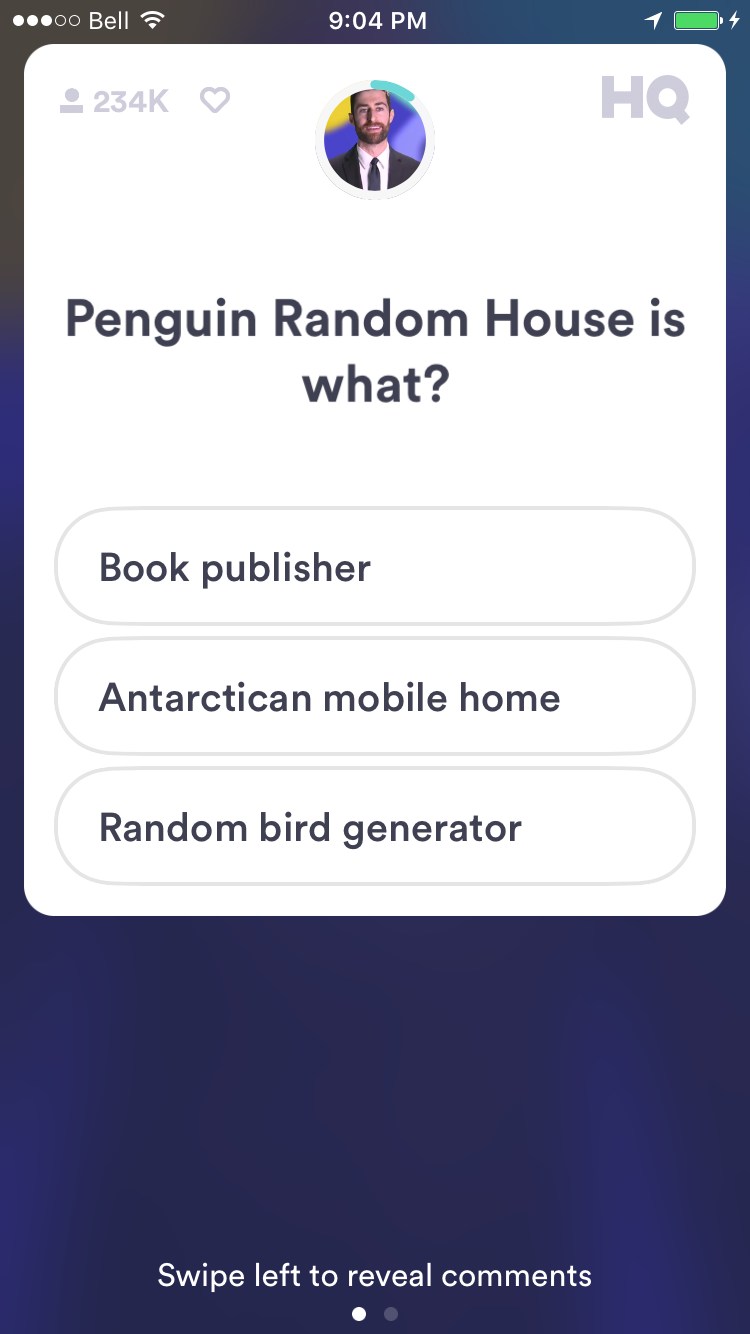 Bell 9:04 PM
234K HQ
Penguin Random House is
what?
Book publisher
Antarctican mobile home
Random bird generator
Swipe left to reveal comments